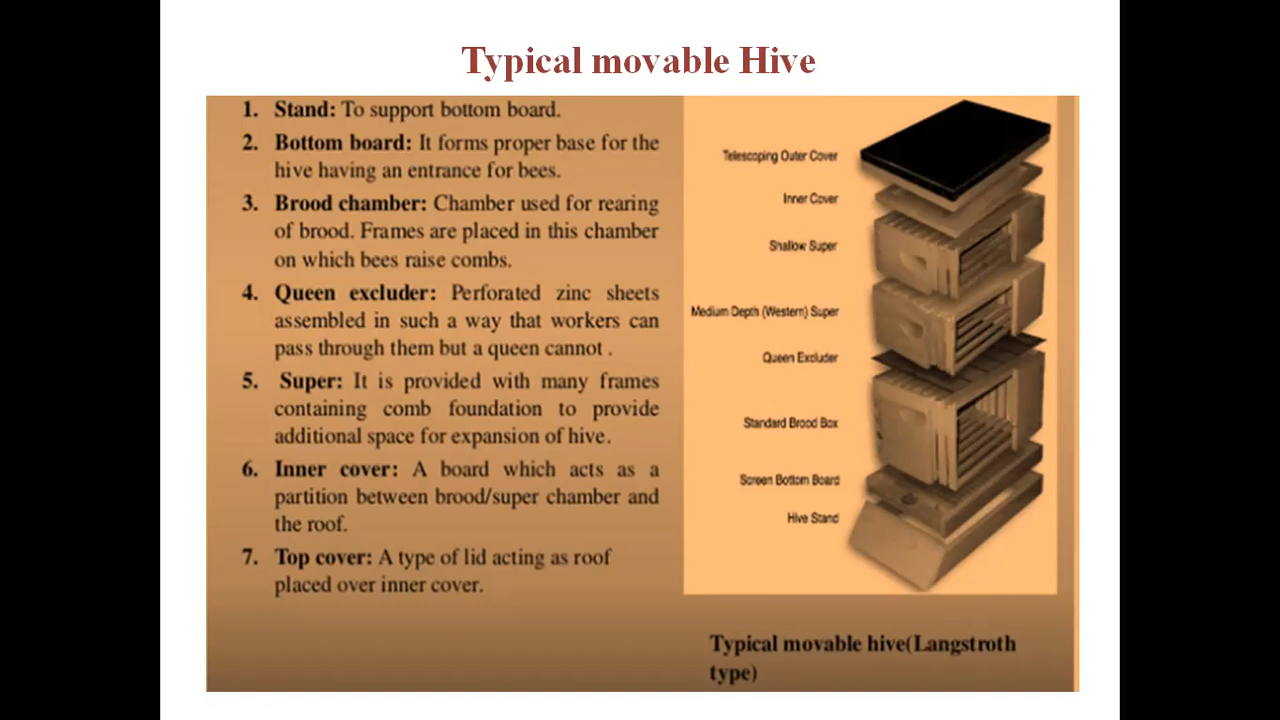 Typical movable Hive
1. Stand: To support bottom board.
2. Bottom board: It forms proper base for the
hive having an entrance for bees.
3. Brood chamber: Chamber used for rearing
of brood. Frames are placed in this chamber
on which bees raise combs.
4. Queen excluder: Perforated zinc sheets
assembled in such a way that workers can
pass through them but a queen cannot .
5. Super: It is provided with many frames
containing comb foundation to provide
additional space for expansion of hive.
6. Inner cover: A board which acts as a
partition between brood/super chamber and
the roof.
7. Top cover: A type of lid acting as roof
placed over inner cover.
Telescoping Outer Cover
Inner Cover
Shallow Super
Medium Depth (Western) Super
Queen Excluder
Standard Brood Box
Screen Bottom Board
Hive Stand
Typical movable hive(Langstroth
type)